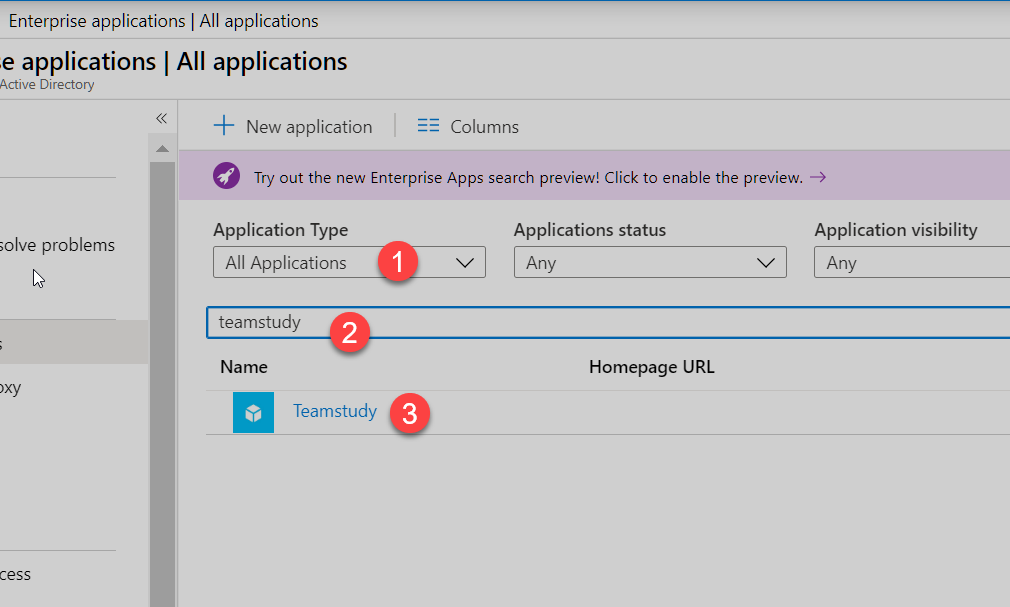 Enterprise applications | All applications
se applications | All applications
Active Directory
«
New application
Columns
Try out the new Enterprise Apps search preview! Click to enable the preview. →
Application Type
Applications status
Application visibility
All Applications
1
Any
Any
solve problems
teamstudy
2
s
Name
Homepage URL
oxy
Teamstudy
3
cess